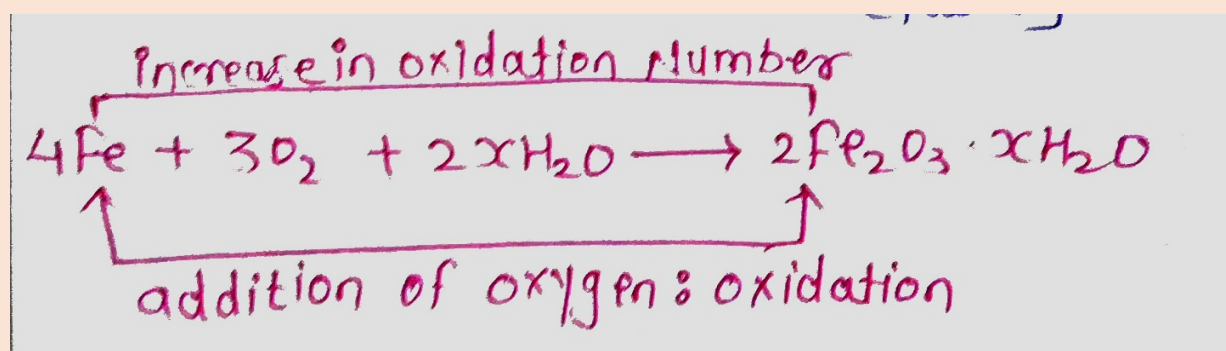 increase in oxidation Number
4Fe + 3O₂ + 2xH₂O → 2Fe₂O₃·xH₂O
addition of oxygen : oxidation